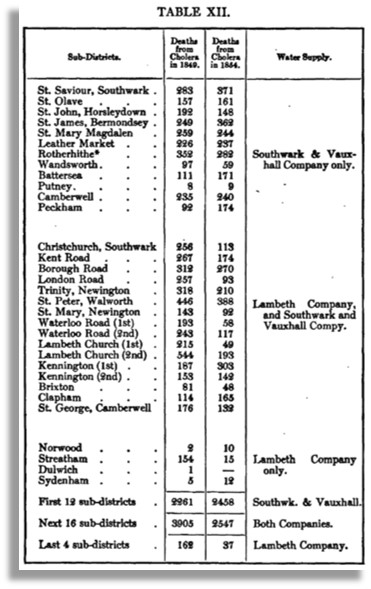 TABLE XII.
Sub-Districts. Deaths from Cholera in 1849. Deaths from Cholera in 1854. Water Supply.
St. Saviour, Southwark . 283 371
St. Olave . . . 157 161
St. John, Horsleydown . 192 148
St. James, Bermondsey . 249 362
St. Mary Magdalen . 259 244
Leather Market . . 226 237
Rotherhithe* . . 352 282 Southwark & Vaux-
Wandsworth. . . 97 59 hall Company only.
Battersea . . . 111 171
Putney. . . . 8 9
Camberwell . . . 235 240
Peckham . . . 92 174
Christchurch, Southwark 256 113
Kent Road . . . 267 174
Borough Road . . 312 270
London Road . . 257 93
Trinity, Newington . 318 210
St. Peter, Walworth . 446 388 Lambeth Company,
St. Mary, Newington . 143 92 and Southwark and
Waterloo Road (1st) . 193 58 Vauxhall Compy.
Waterloo Road (2nd) . 243 117
Lambeth Church (1st) . 215 49
Lambeth Church (2nd) . 544 193
Kennington (1st) . . 187 303
Kennington (2nd) . . 153 142
Brixton . . . 81 48
Clapham . . . 114 165
St. George, Camberwell 176 132
Norwood . . . 2 10
Streatham . . . 154 15 Lambeth Company
Dulwich . . . 1 — only.
Sydenham . . . 5 12
First 12 sub-districts . 2261 2458 Southwk. & Vauxhall.
Next 16 sub-districts . 3905 2547 Both Companies.
Last 4 sub-districts . 162 37 Lambeth Company.